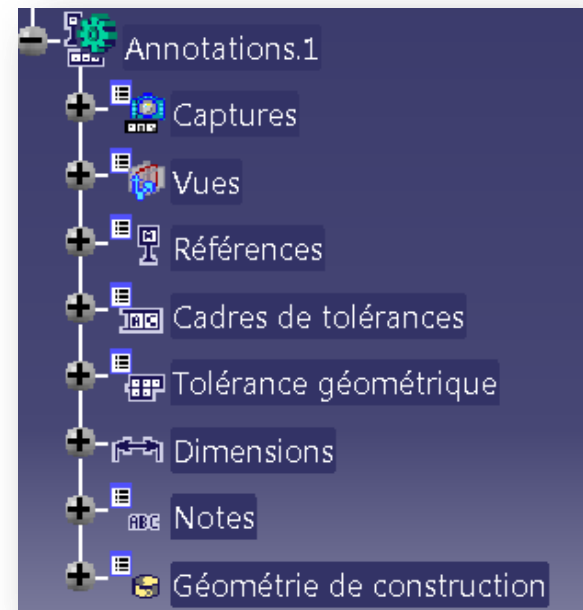 Annotations.1
Captures
Vues
Références
Cadres de tolérances
Tolérance géométrique
Dimensions
Notes
Géométrie de construction